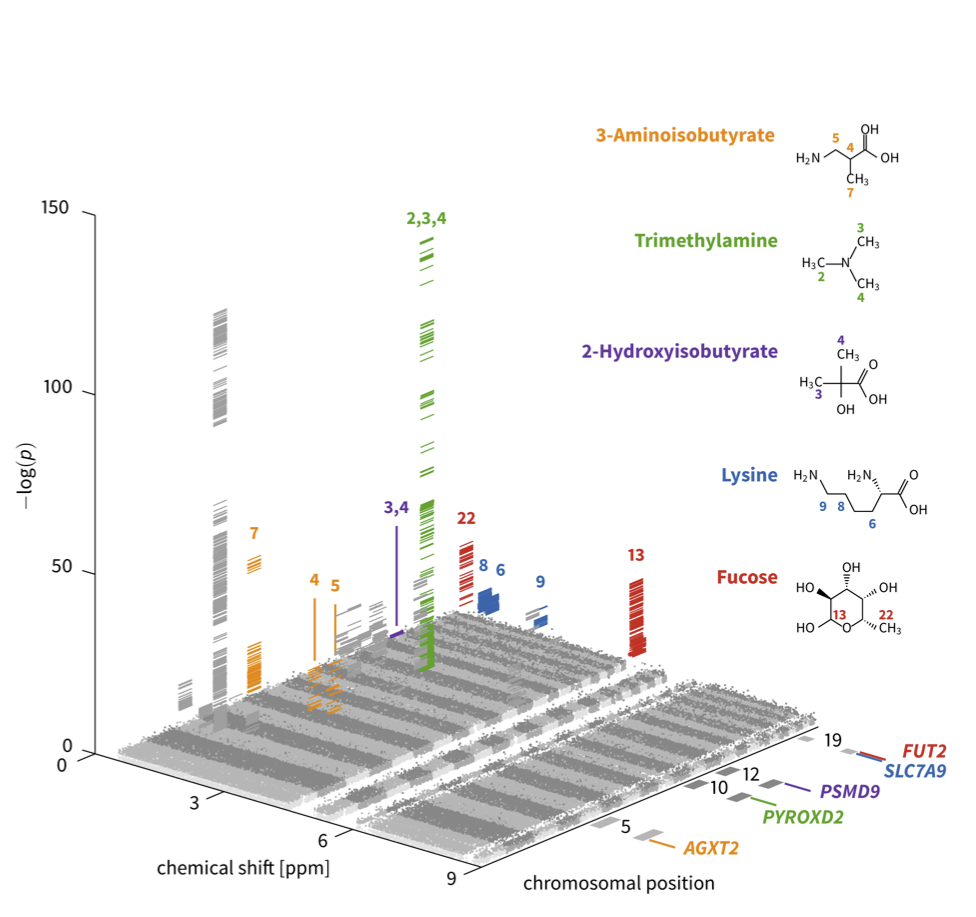 3-Aminoisobutyrate
5
4
OH
H₂N
OH
CH₃
7
Trimethylamine
3
CH₃
H₃C
N
2
CH₃
4
2-Hydroxyisobutyrate
4
CH₃
O
H₃C
3
OH
OH
Lysine
H₂N
H₂N
O
9
8
OH
6
Fucose
OH
HO
OH
13
22
HO
O
CH₃
150
100
50
0
−log(p)
2,3,4
7
4
5
3,4
22
8
6
9
13
0
3
6
9
chemical shift [ppm]
5
10
12
19
chromosomal position
FUT2
SLC7A9
PSMD9
PYROXD2
AGXT2